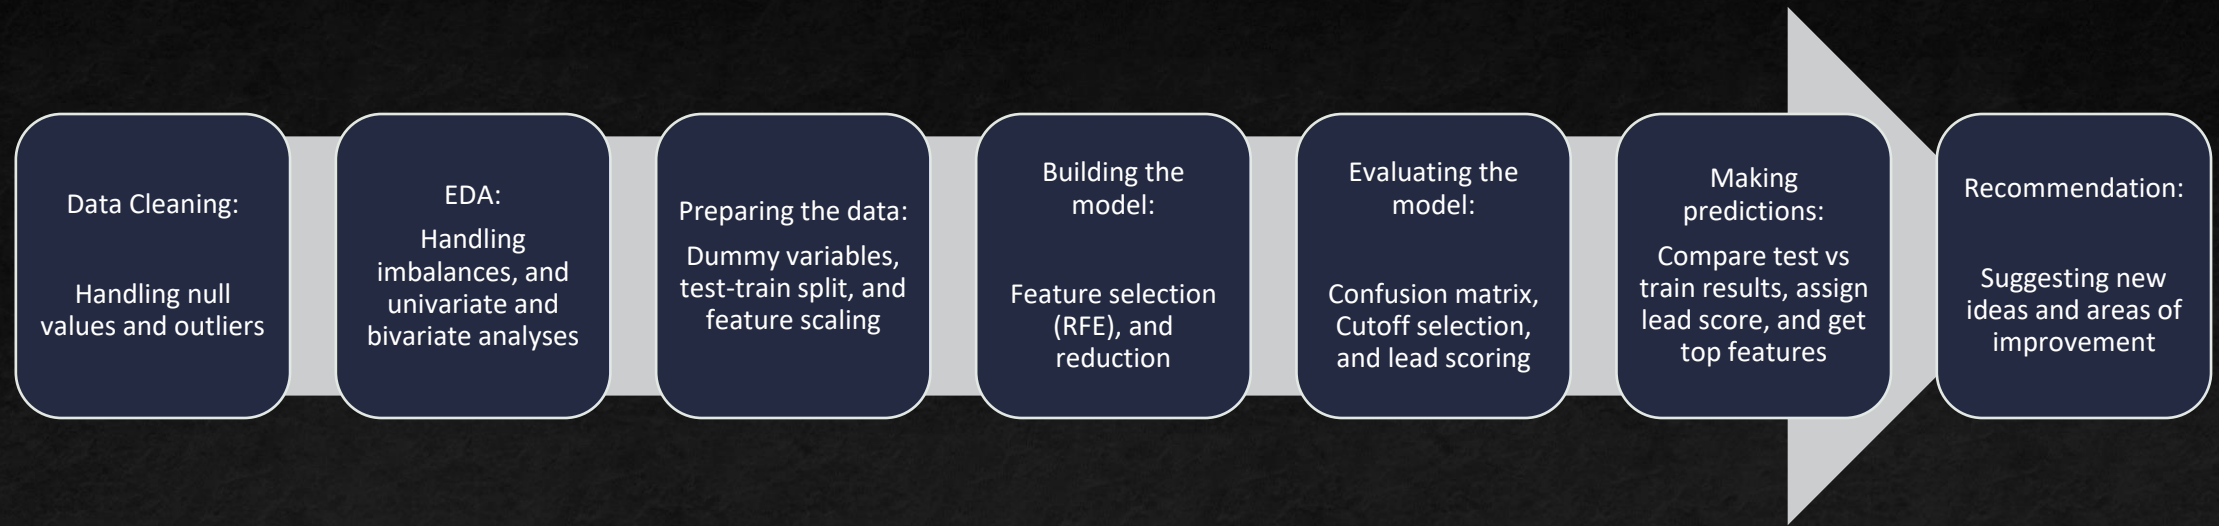 Data Cleaning:
Handling null
values and outliers
EDA:
Handling
imbalances, and
univariate and
bivariate analyses
Preparing the data:
Dummy variables,
test-train split, and
feature scaling
Building the
model:
Feature selection
(RFE), and
reduction
Evaluating the
model:
Confusion matrix,
Cutoff selection,
and lead scoring
Making
predictions:
Compare test vs
train results, assign
lead score, and get
top features
Recommendation:
Suggesting new
ideas and areas of
improvement